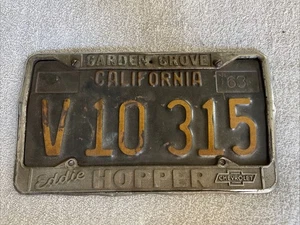 GARDEN GROVE
CALIFORNIA 63
V 10 315
Eddie HOPPER CHEVROLET